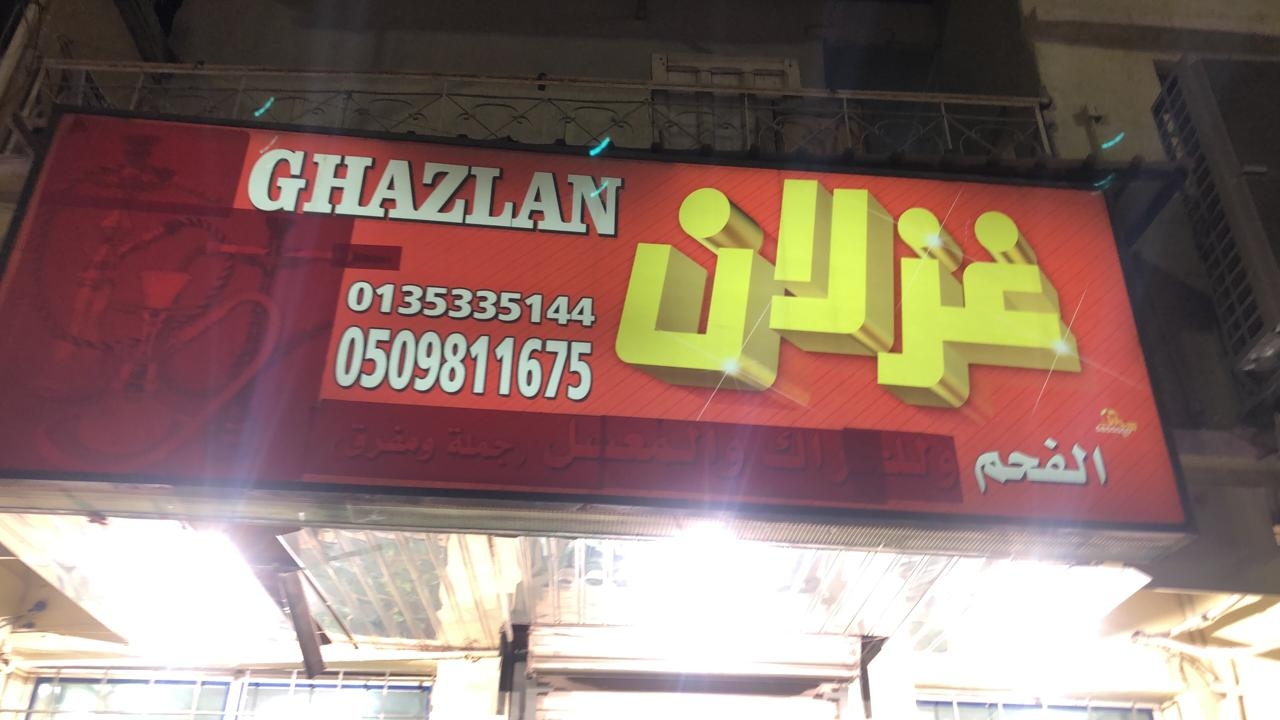 GHAZLAN
غزلان
0135335144
0509811675
الفحم
والمعسل جملة ومفرق